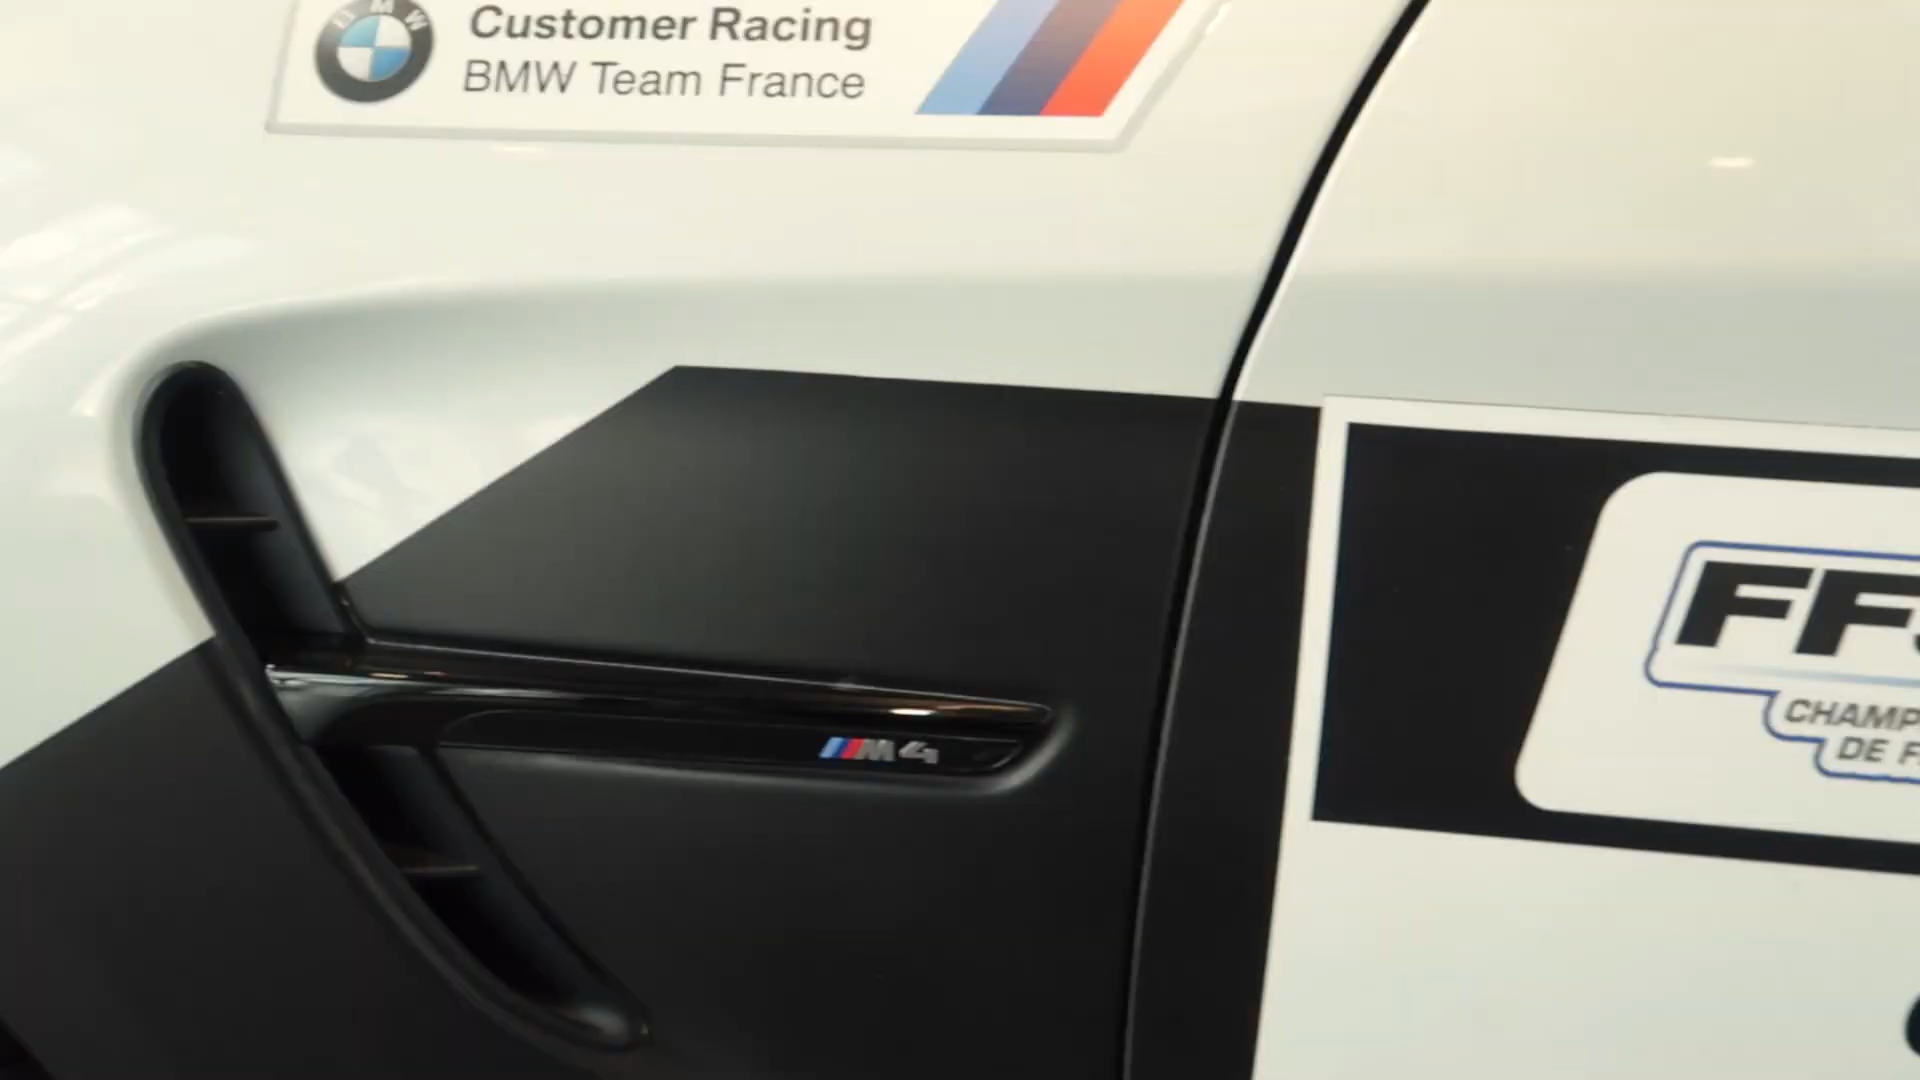 BMW
Customer Racing
BMW Team France
M4
FF
CHAMP
DE F